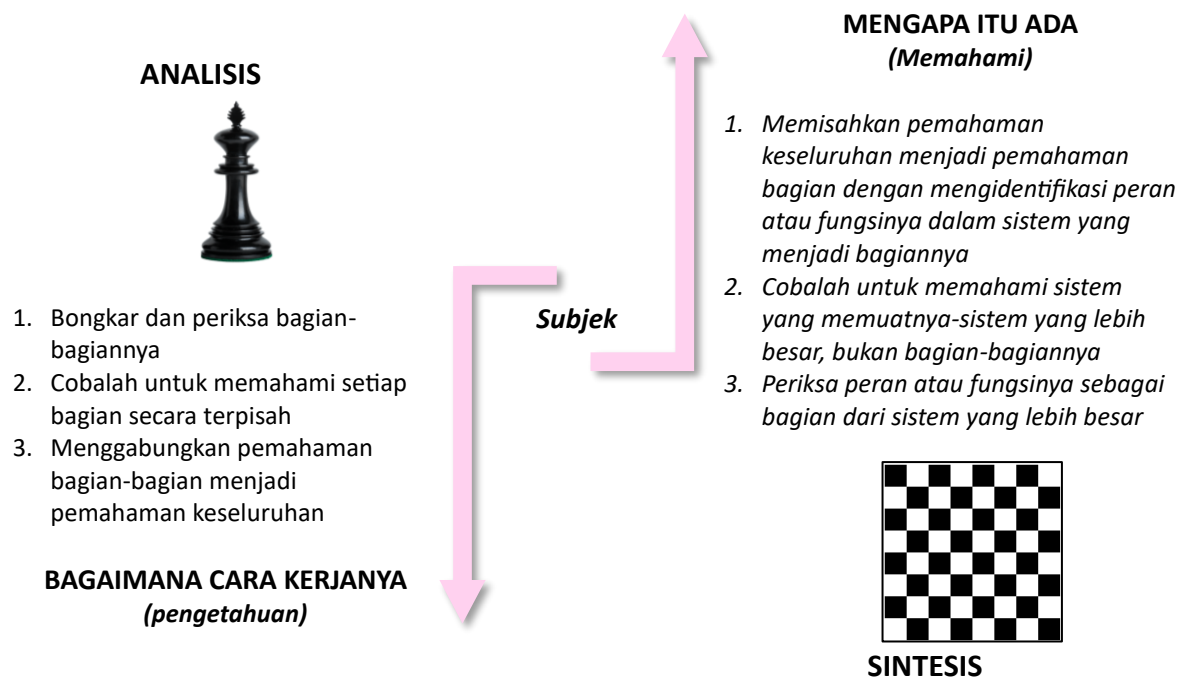 ANALISIS
1. Bongkar dan periksa bagian-
bagiannya
2. Cobalah untuk memahami setiap
bagian secara terpisah
3. Menggabungkan pemahaman
bagian-bagian menjadi
pemahaman keseluruhan
BAGAIMANA CARA KERJANYA
(pengetahuan)
Subjek
MENGAPA ITU ADA
(Memahami)
1. Memisahkan pemahaman
keseluruhan menjadi pemahaman
bagian dengan mengidentifikasi peran
atau fungsinya dalam sistem yang
menjadi bagiannya
2. Cobalah untuk memahami sistem
yang memuatnya-sistem yang lebih
besar, bukan bagian-bagiannya
3. Periksa peran atau fungsinya sebagai
bagian dari sistem yang lebih besar
SINTESIS